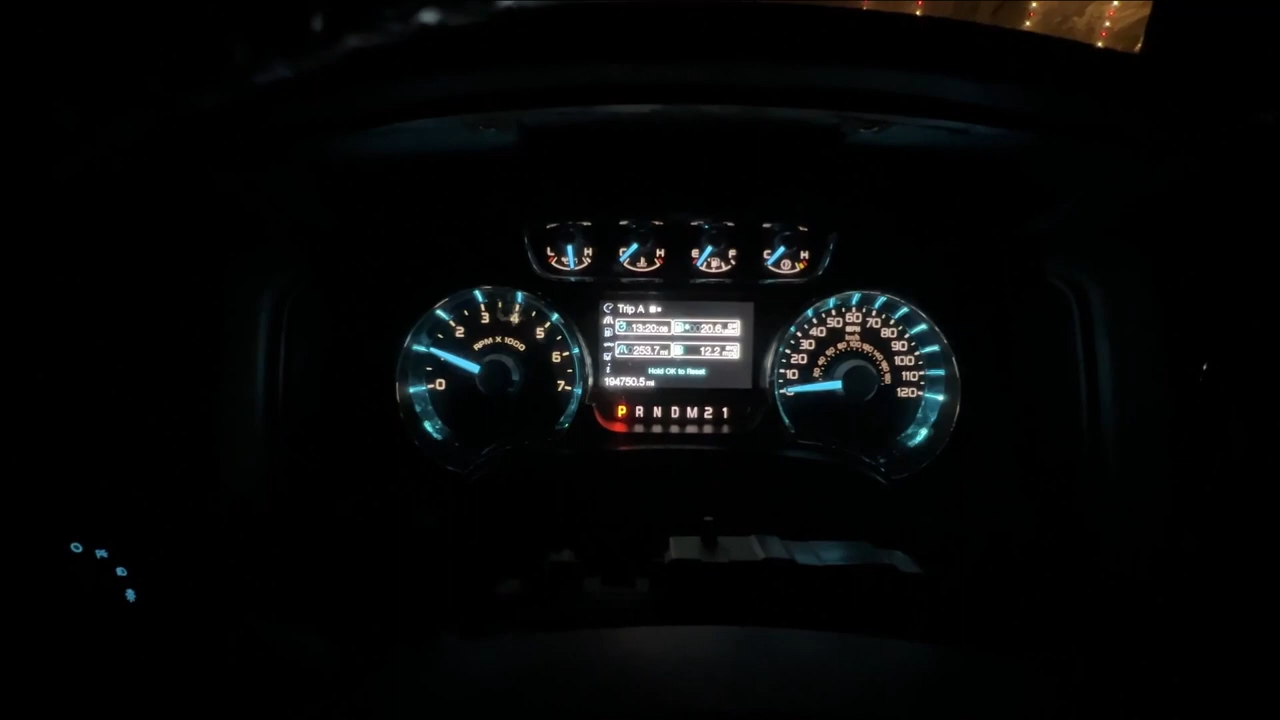 L H
C H
E F
C H
0 1 2 3 4 5 6 7
RPM X 1000
Trip A
13:20:09
20.6
253.7 mi
12.2
Hold OK to Reset
194750.5 mi
P R N D M 2 1
10 20 30 40 50 60 70 80 90 100 110 120
MPH
km/h